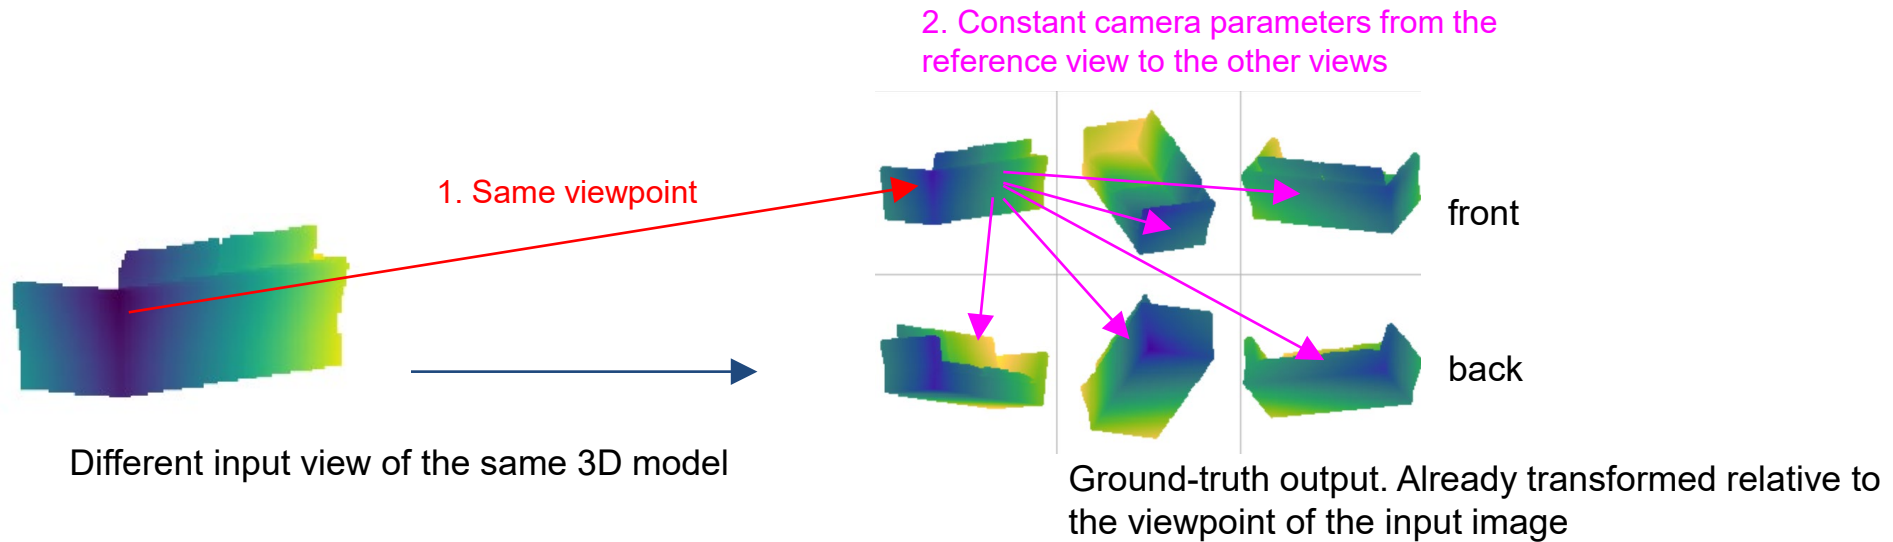 2. Constant camera parameters from the
reference view to the other views
1. Same viewpoint
front
back
Different input view of the same 3D model
Ground-truth output. Already transformed relative to
the viewpoint of the input image